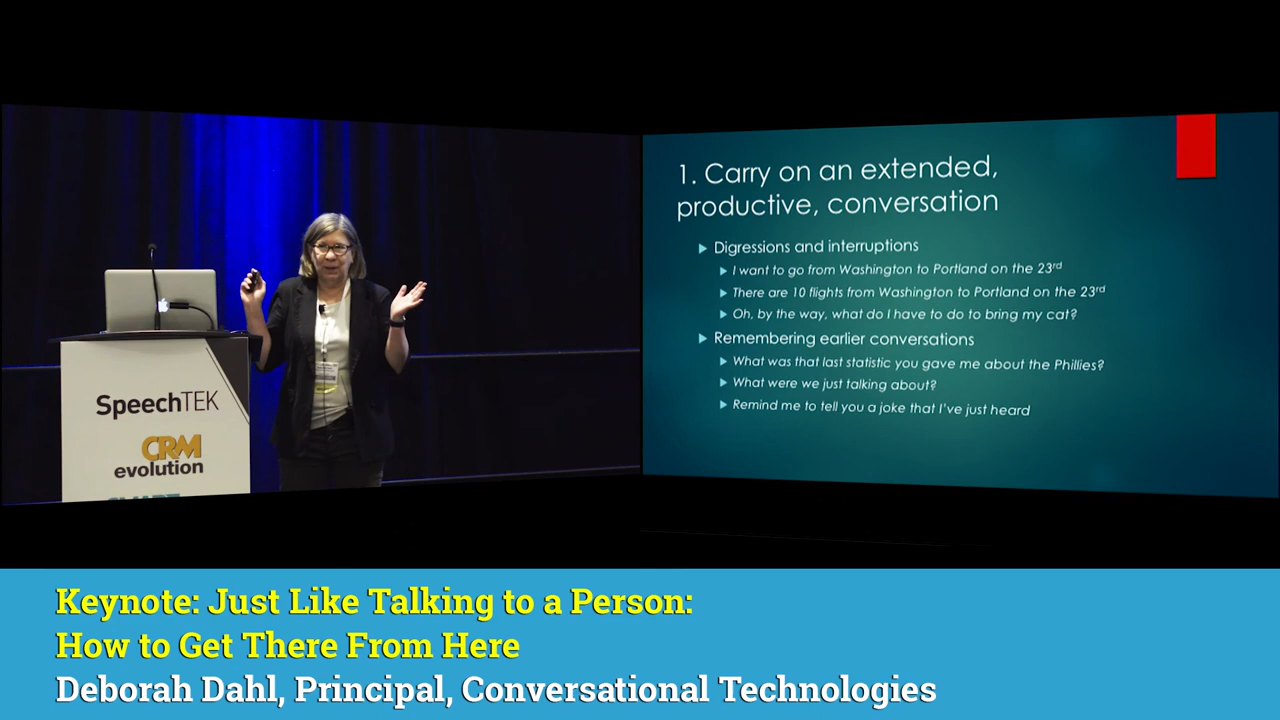 SpeechTEK
CRM
evolution
1. Carry on an extended,
productive, conversation
Digressions and interruptions
I want to go from Washington to Portland on the 23rd
There are 10 flights from Washington to Portland on the 23rd
Oh, by the way, what do I have to do to bring my cat?
Remembering earlier conversations
What was that last statistic you gave me about the Phillies?
What were we just talking about?
Remind me to tell you a joke that I've just heard
Keynote: Just Like Talking to a Person:
How to Get There From Here
Deborah Dahl, Principal, Conversational Technologies